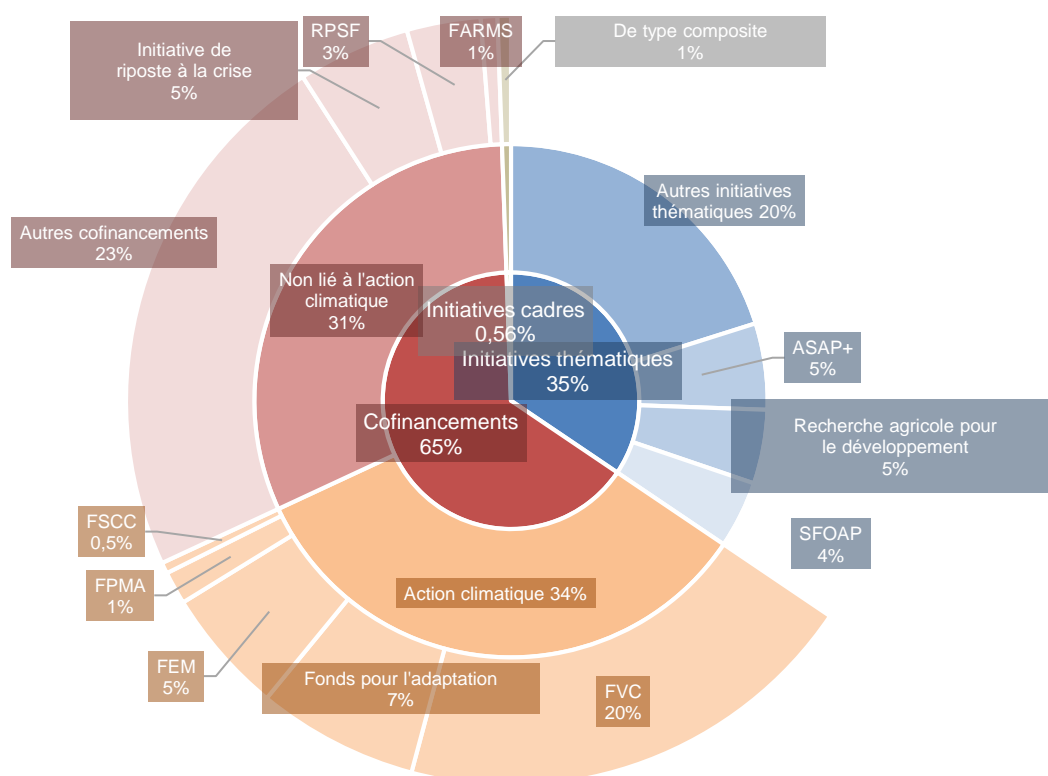 Initiative de
riposte à la crise
5%
RPSF
3%
FARMS
1%
De type composite
1%
Autres initiatives
thématiques 20%
Autres cofinancements
23%
Non lié à l'action
climatique
31%
Initiatives cadres
0,56%
Initiatives thématiques
35%
ASAP+
5%
Cofinancements
65%
Recherche agricole pour
le développement
5%
FSCC
0,5%
SFOAP
4%
FPMA
1%
Action climatique 34%
FEM
5%
Fonds pour l'adaptation
7%
FVC
20%